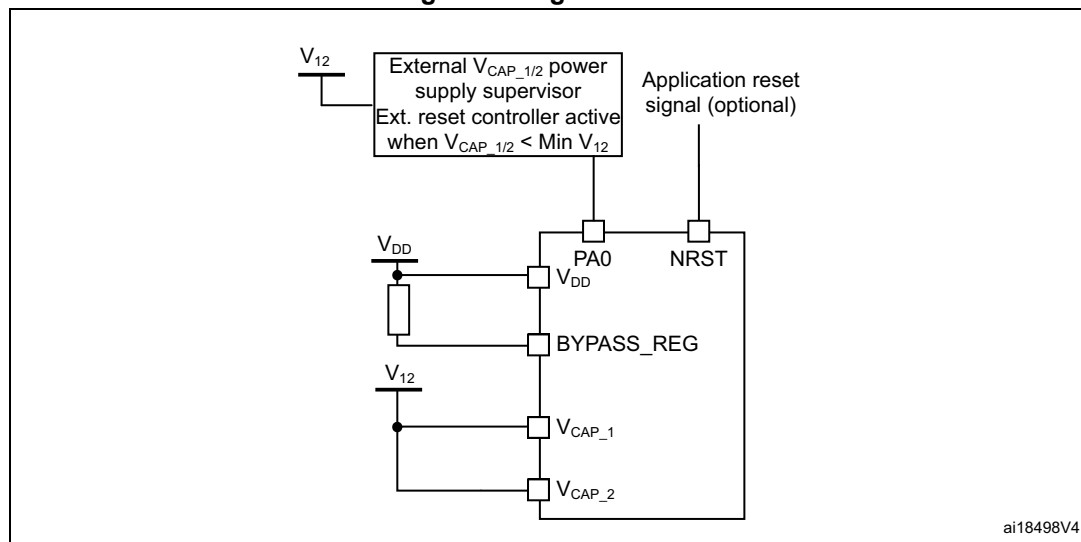 V12
External VCAP_1/2 power
supply supervisor
Ext. reset controller active
when VCAP_1/2 < Min V12
Application reset
signal (optional)
PA0
NRST
VDD
VDD
BYPASS_REG
V12
VCAP_1
VCAP_2
ai18498V4